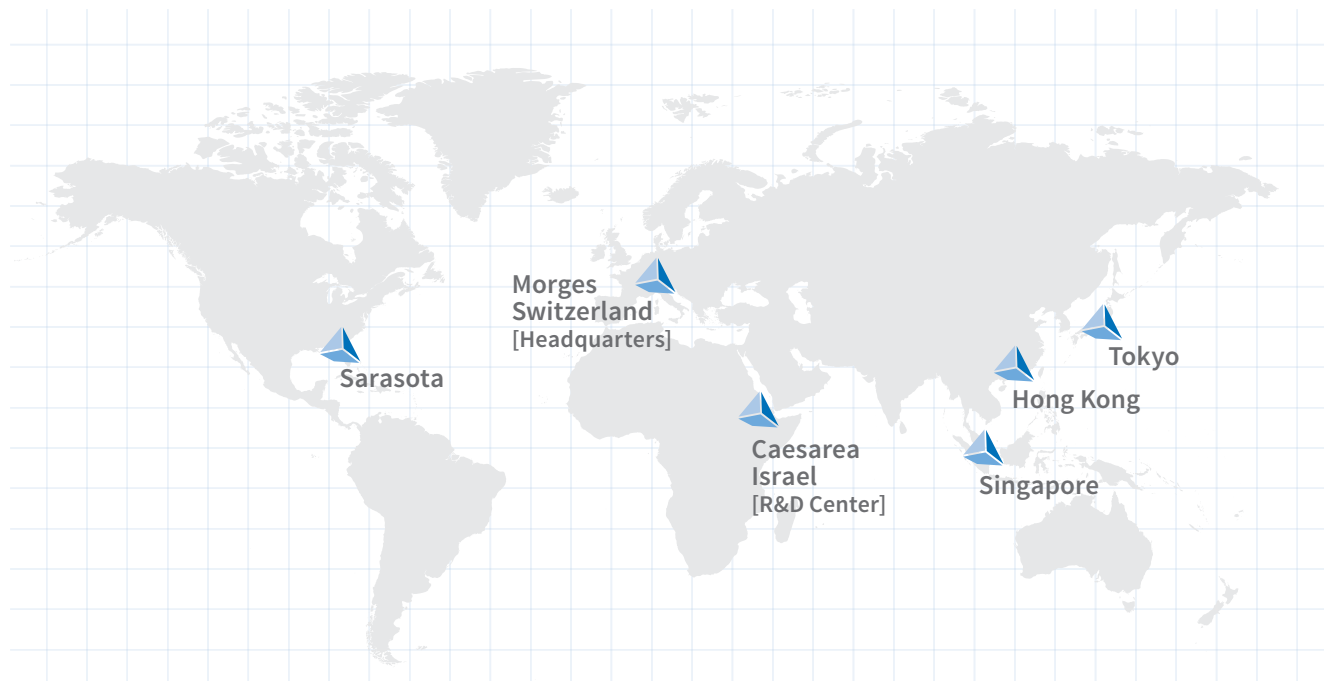 Morges
Switzerland
[Headquarters]
Sarasota
Tokyo
Hong Kong
Caesarea
Israel
[R&D Center]
Singapore